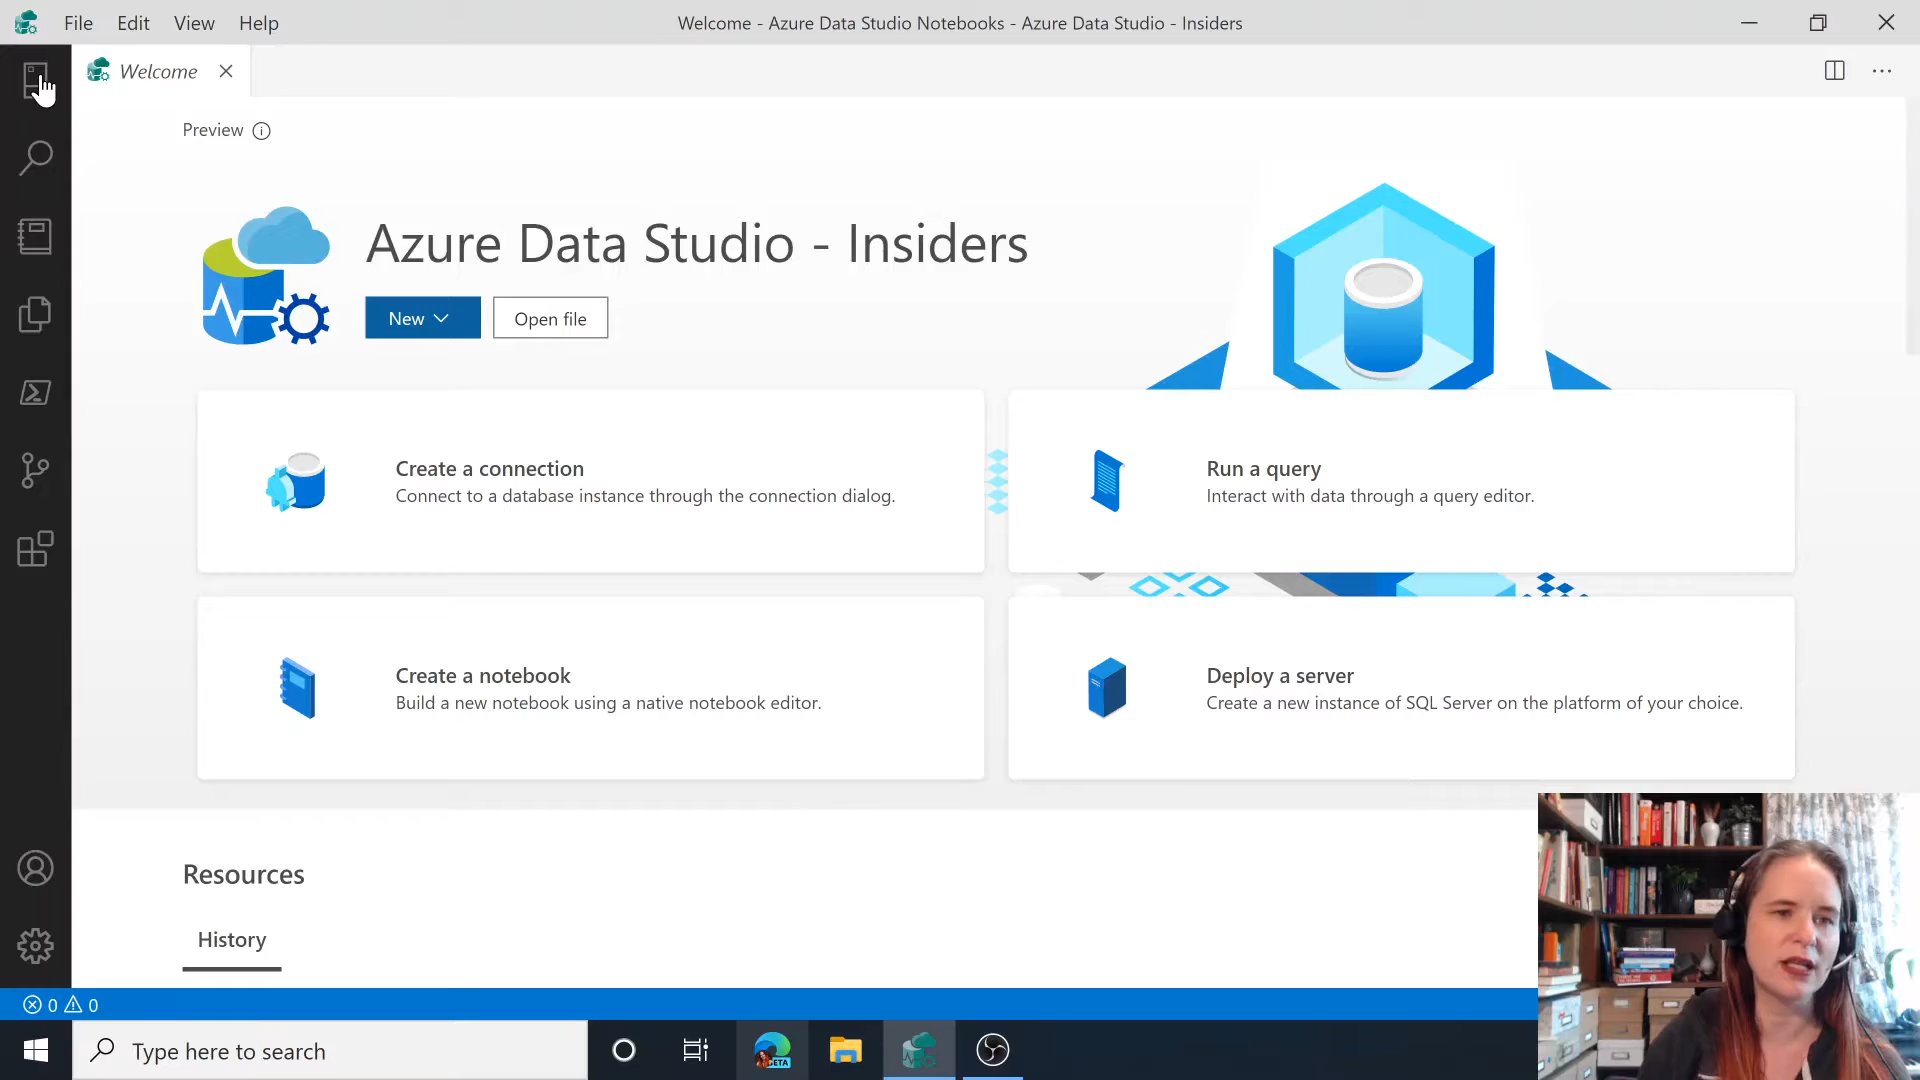 File Edit View Help
Welcome - Azure Data Studio Notebooks - Azure Data Studio - Insiders
Welcome
Preview
Azure Data Studio - Insiders
New
Open file
Create a connection
Connect to a database instance through the connection dialog.
Run a query
Interact with data through a query editor.
Create a notebook
Build a new notebook using a native notebook editor.
Deploy a server
Create a new instance of SQL Server on the platform of your choice.
Resources
History
0 0
Type here to search
BETA